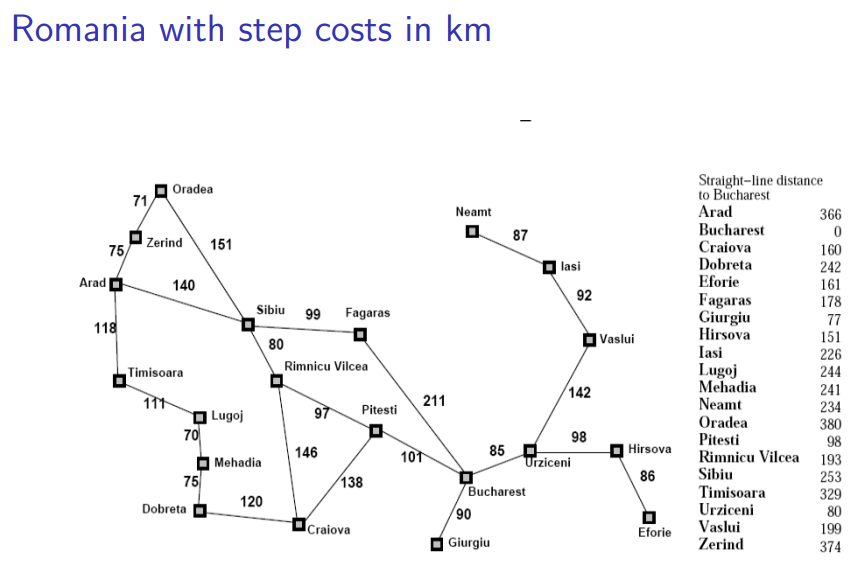 Romania with step costs in km
–
Oradea
71
Neamt
Zerind
87
151
75
Iasi
Arad
140
92
Sibiu
99
Fagaras
118
80
Vaslui
Timisoara
Rimnicu Vilcea
111
Lugoj
97
Pitesti
211
142
70
98
146
85
Hirsova
Mehadia
101
Urziceni
75
138
86
120
Bucharest
Dobreta
90
Craiova
Eforie
Giurgiu
Straight–line distance
to Bucharest
Arad 366
Bucharest 0
Craiova 160
Dobreta 242
Eforie 161
Fagaras 178
Giurgiu 77
Hirsova 151
Iasi 226
Lugoj 244
Mehadia 241
Neamt 234
Oradea 380
Pitesti 98
Rimnicu Vilcea 193
Sibiu 253
Timisoara 329
Urziceni 80
Vaslui 199
Zerind 374